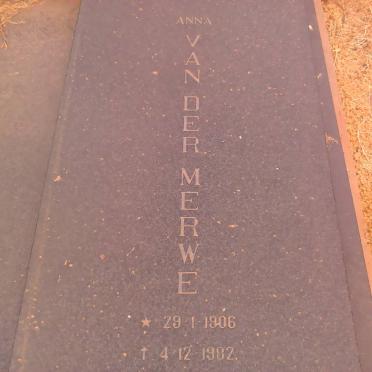 ANNA
VAN DER MERWE
★ 29-1-1906
† 4-12-1982